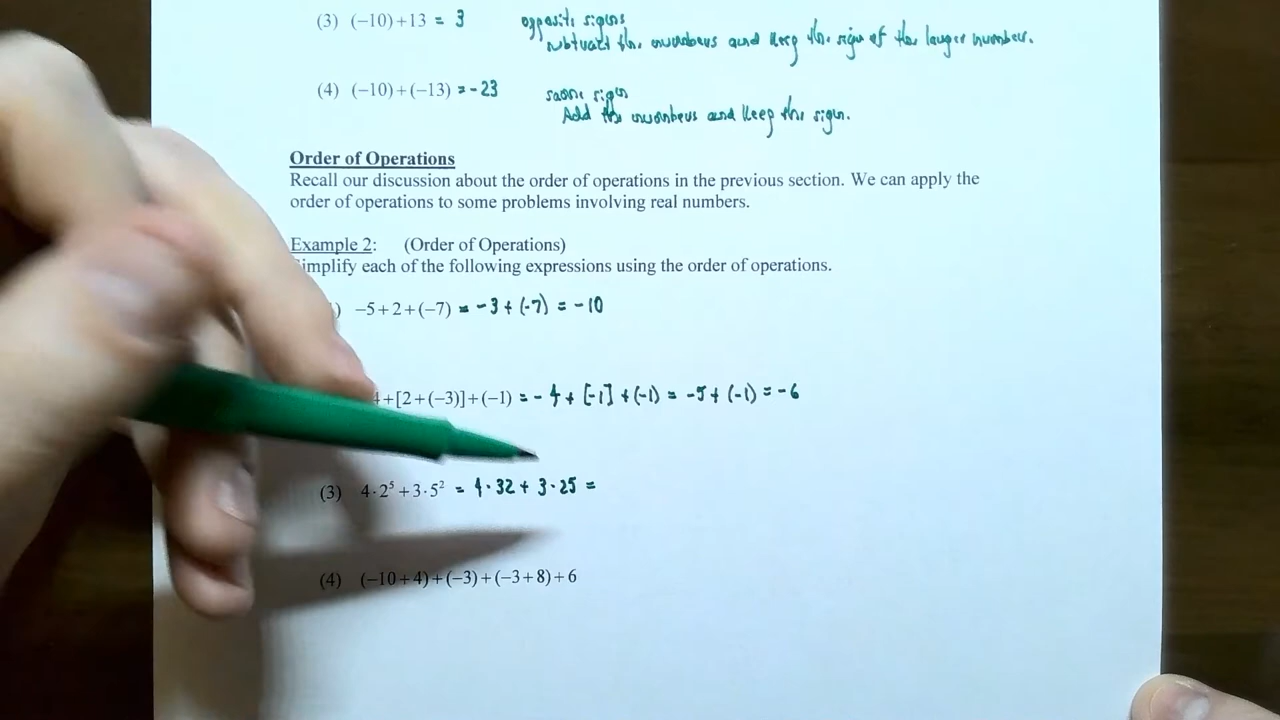 (3) (−10)+13 = 3 opposite signs
subtract the numbers and keep the sign of the larger number.
(4) (−10)+(−13) = -23 same sign
Add the numbers and keep the sign.
Order of Operations
Recall our discussion about the order of operations in the previous section. We can apply the
order of operations to some problems involving real numbers.
Example 2: (Order of Operations)
implify each of the following expressions using the order of operations.
) −5+2+(−7) = -3 + (-7) = -10
4+[2+(−3)]+(−1) = -4 + [-1] + (-1) = -5 + (-1) = -6
(3) 4·2⁵+3·5² = 4·32 + 3·25 =
(4) (−10+4)+(−3)+(−3+8)+6